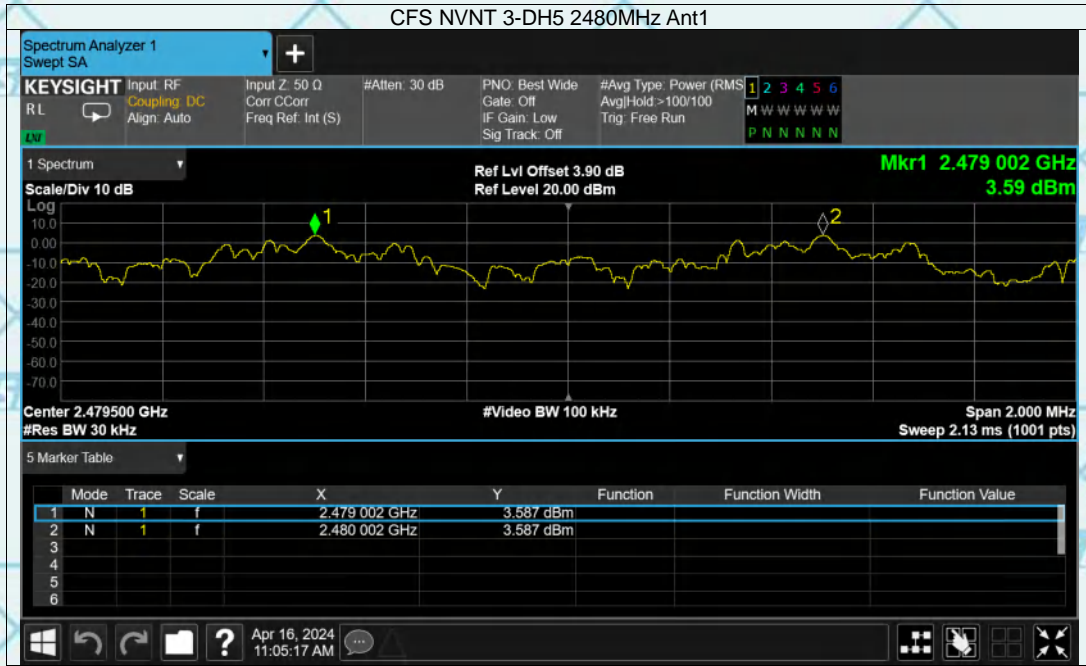 CFS NVNT 3-DH5 2480MHz Ant1
Spectrum Analyzer 1
Swept SA
+
KEYSIGHT
RL
LXI
Input: RF
Coupling: DC
Align: Auto
Input Z: 50 Ω
Corr CCorr
Freq Ref: Int (S)
#Atten: 30 dB
PNO: Best Wide
Gate: Off
IF Gain: Low
Sig Track: Off
#Avg Type: Power (RMS
Avg|Hold:>100/100
Trig: Free Run
1 2 3 4 5 6
M W W W W W
P N N N N N
1 Spectrum
Scale/Div 10 dB
Ref Lvl Offset 3.90 dB
Ref Level 20.00 dBm
Mkr1 2.479 002 GHz
3.59 dBm
Log
10.0
0.00
-10.0
-20.0
-30.0
-40.0
-50.0
-60.0
-70.0
1
2
Center 2.479500 GHz
#Res BW 30 kHz
#Video BW 100 kHz
Span 2.000 MHz
Sweep 2.13 ms (1001 pts)
5 Marker Table
Mode Trace Scale X Y Function Function Width Function Value
1 N 1 f 2.479 002 GHz 3.587 dBm
2 N 1 f 2.480 002 GHz 3.587 dBm
3
4
5
6
?
Apr 16, 2024
11:05:17 AM